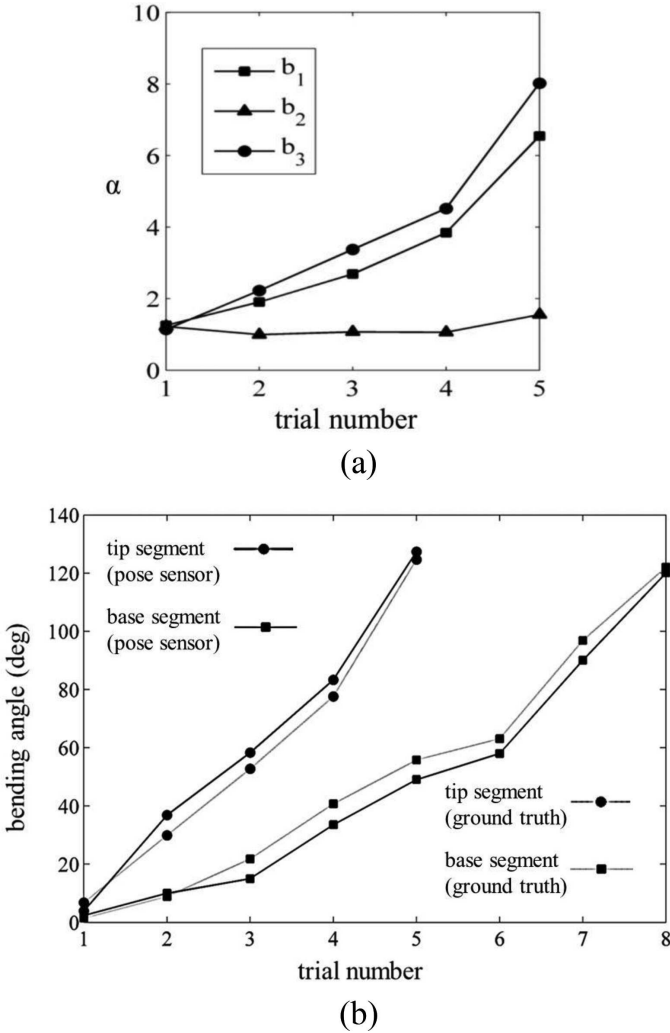 10
8
6
4
2
0
α
b1
b2
b3
1 2 3 4 5
trial number
(a)
140
120
100
80
60
40
20
0
bending angle (deg)
tip segment
(pose sensor)
base segment
(pose sensor)
tip segment
(ground truth)
base segment
(ground truth)
1 2 3 4 5 6 7 8
trial number
(b)